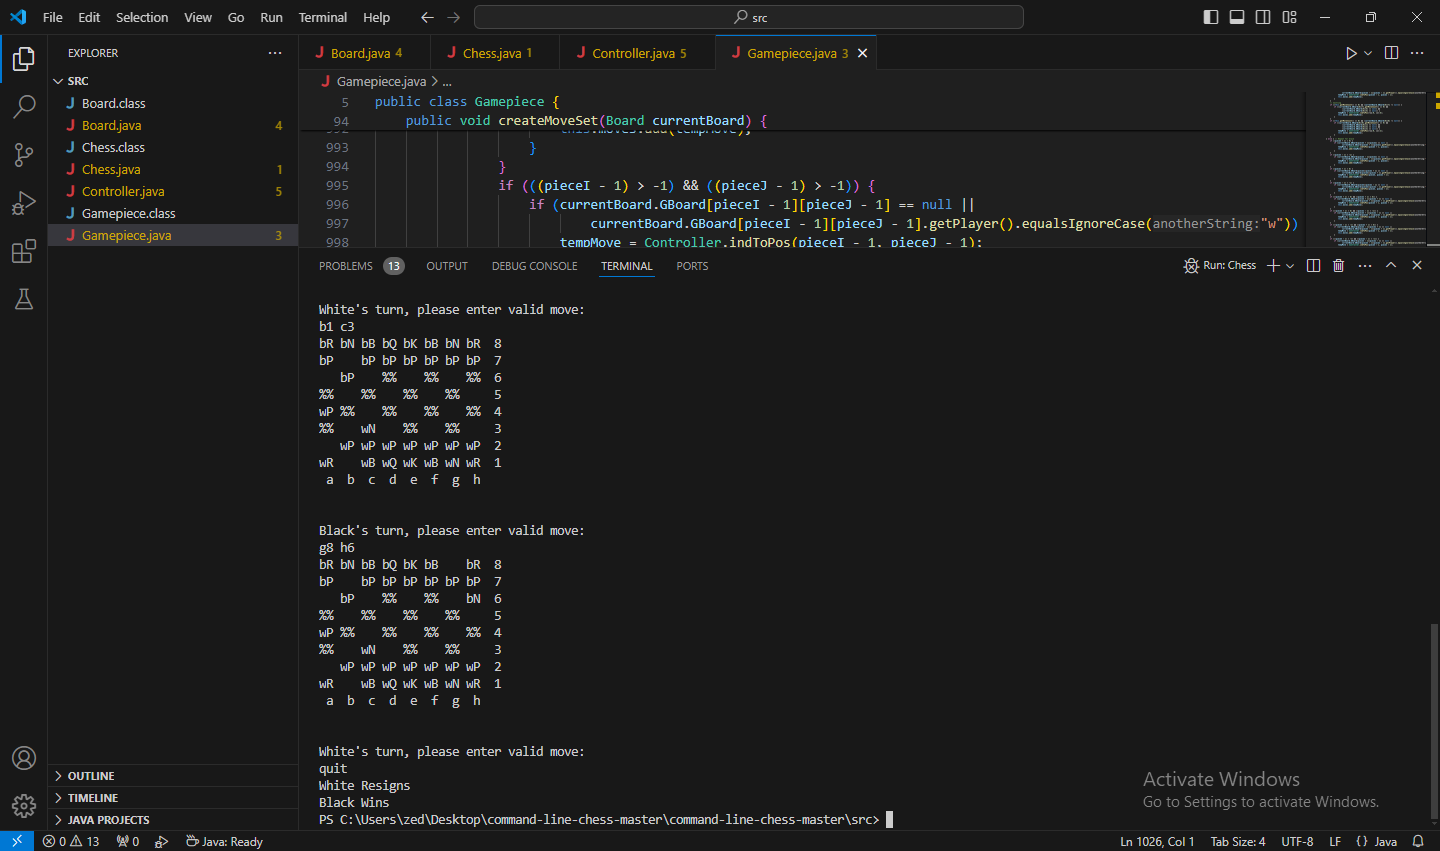 File Edit Selection View Go Run Terminal Help
src
EXPLORER
SRC
Board.class
Board.java 4
Chess.class
Chess.java 1
Controller.java 5
Gamepiece.class
Gamepiece.java 3
OUTLINE
TIMELINE
JAVA PROJECTS
Board.java 4 Chess.java 1 Controller.java 5 Gamepiece.java 3
Gamepiece.java > ...
5 public class Gamepiece {
94 public void createMoveSet(Board currentBoard) {
992 this.moves.add(tempMove);
993 }
994 }
995 if (((pieceI - 1) > -1) && ((pieceJ - 1) > -1)) {
996 if (currentBoard.GBoard[pieceI - 1][pieceJ - 1] == null ||
997 currentBoard.GBoard[pieceI - 1][pieceJ - 1].getPlayer().equalsIgnoreCase(anotherString:"w"))
998 tempMove = Controller.indToPos(pieceI - 1, pieceJ - 1);
PROBLEMS 13 OUTPUT DEBUG CONSOLE TERMINAL PORTS
Run: Chess
White's turn, please enter valid move:
b1 c3
bR bN bB bQ bK bB bN bR 8
bP bP bP bP bP bP bP 7
bP %% %% %% 6
%% %% %% %% 5
wP %% %% %% %% 4
%% wN %% %% 3
wP wP wP wP wP wP wP 2
wR wB wQ wK wB wN wR 1
a b c d e f g h
Black's turn, please enter valid move:
g8 h6
bR bN bB bQ bK bB bR 8
bP bP bP bP bP bP bP 7
bP %% %% bN 6
%% %% %% %% 5
wP %% %% %% %% 4
%% wN %% %% 3
wP wP wP wP wP wP wP 2
wR wB wQ wK wB wN wR 1
a b c d e f g h
White's turn, please enter valid move:
quit
White Resigns
Black Wins
PS C:\Users\zed\Desktop\command-line-chess-master\command-line-chess-master\src>
Activate Windows
Go to Settings to activate Windows.
0 13 0 Java: Ready
Ln 1026, Col 1 Tab Size: 4 UTF-8 LF {} Java